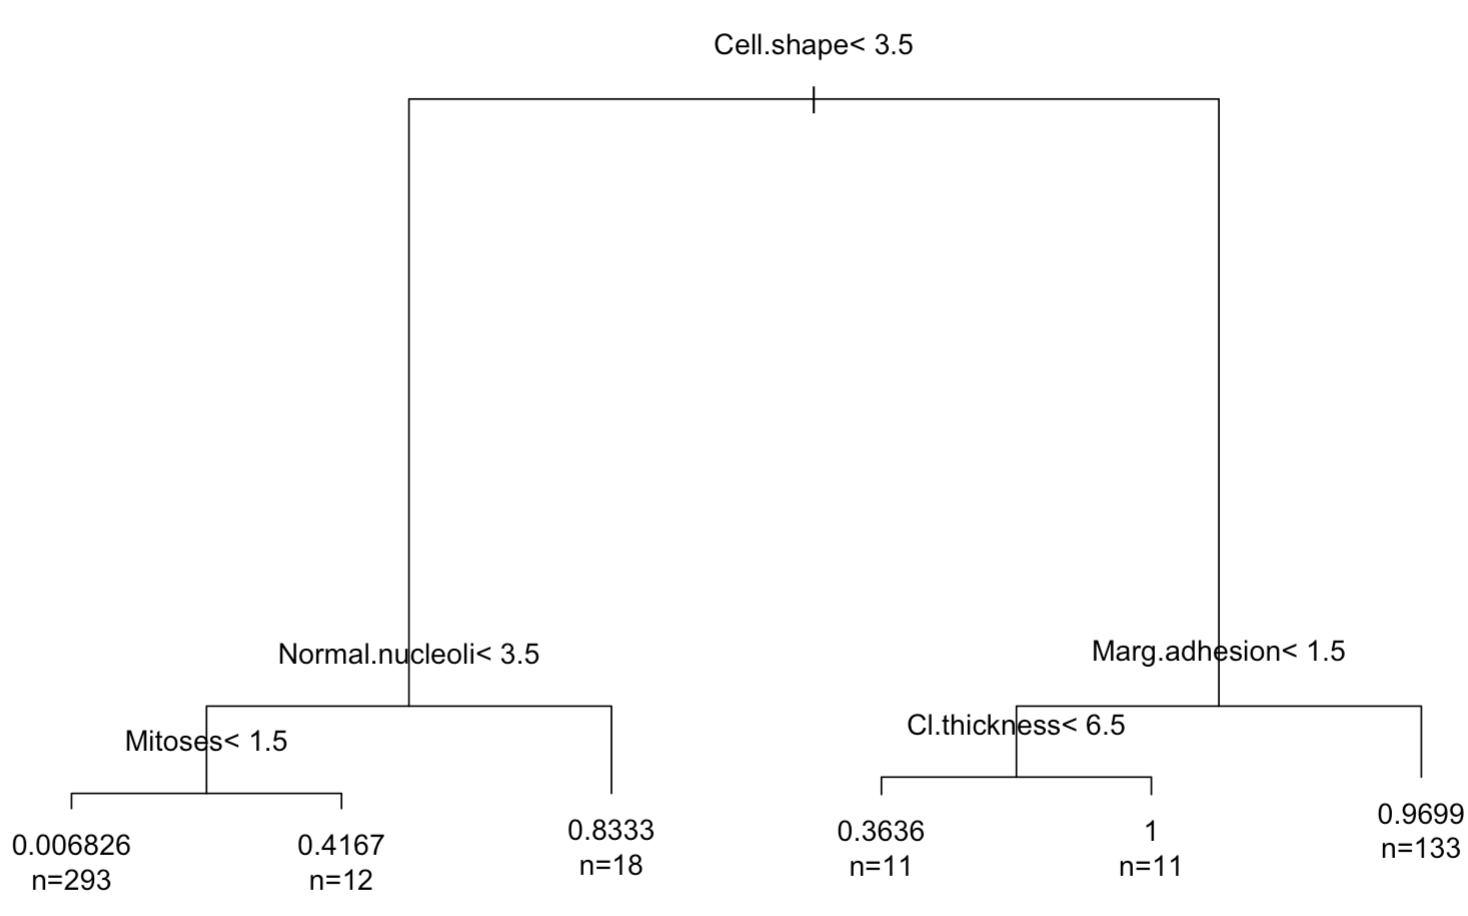 Cell.shape< 3.5
Normal.nucleoli< 3.5
Marg.adhesion< 1.5
Mitoses< 1.5
Cl.thickness< 6.5
0.006826
n=293
0.4167
n=12
0.8333
n=18
0.3636
n=11
1
n=11
0.9699
n=133